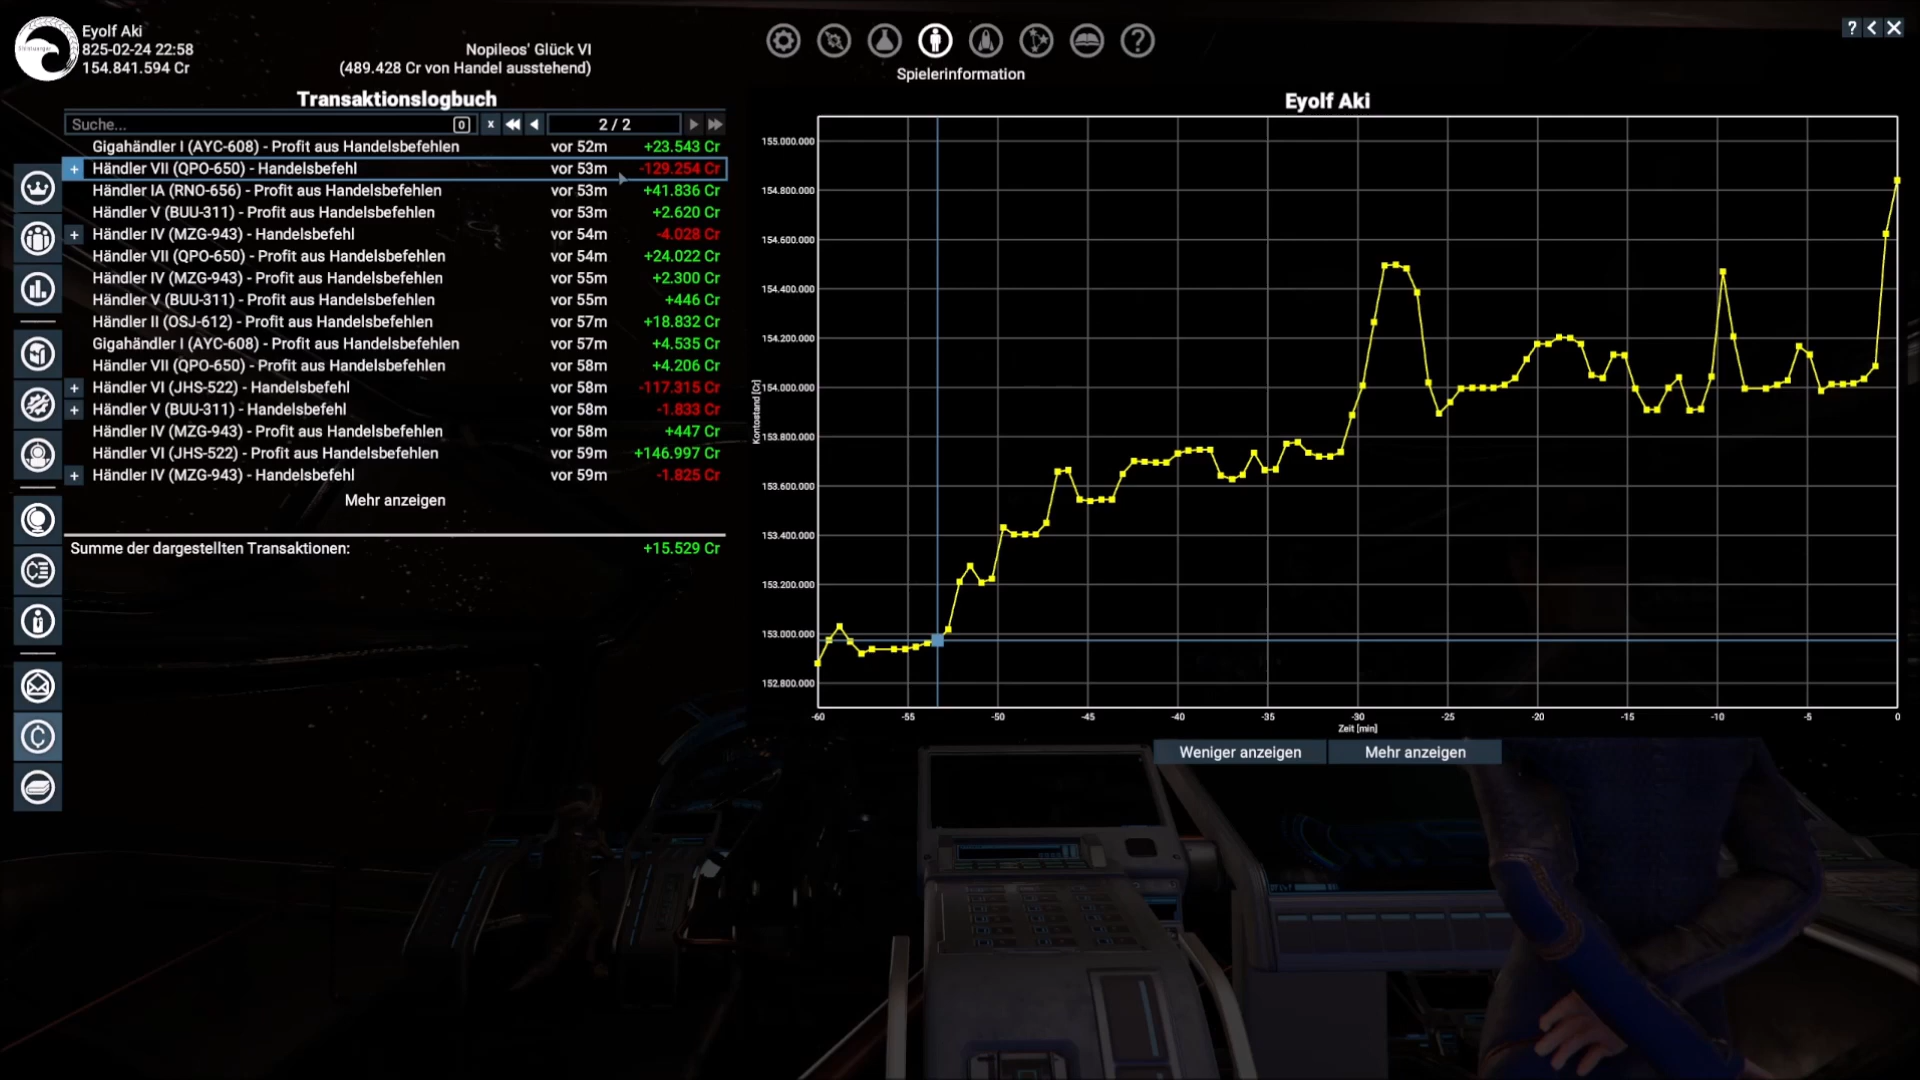 Eyolf Aki
825-02-24 22:58
154.841.594 Cr
Nopileos' Glück VI
(489.428 Cr von Handel ausstehend)
Spielerinformation
Transaktionslogbuch
Suche...
2 / 2
Gigahändler I (AYC-608) - Profit aus Handelsbefehlen vor 52m +23.543 Cr
Händler VII (QPO-650) - Handelsbefehl vor 53m -129.254 Cr
Händler IA (RNO-656) - Profit aus Handelsbefehlen vor 53m +41.836 Cr
Händler V (BUU-311) - Profit aus Handelsbefehlen vor 53m +2.620 Cr
Händler IV (MZG-943) - Handelsbefehl vor 54m -4.028 Cr
Händler VII (QPO-650) - Profit aus Handelsbefehlen vor 54m +24.022 Cr
Händler IV (MZG-943) - Profit aus Handelsbefehlen vor 55m +2.300 Cr
Händler V (BUU-311) - Profit aus Handelsbefehlen vor 55m +446 Cr
Händler II (OSJ-612) - Profit aus Handelsbefehlen vor 57m +18.832 Cr
Gigahändler I (AYC-608) - Profit aus Handelsbefehlen vor 57m +4.535 Cr
Händler VII (QPO-650) - Profit aus Handelsbefehlen vor 58m +4.206 Cr
Händler VI (JHS-522) - Handelsbefehl vor 58m -117.315 Cr
Händler V (BUU-311) - Handelsbefehl vor 58m -1.833 Cr
Händler IV (MZG-943) - Profit aus Handelsbefehlen vor 58m +447 Cr
Händler VI (JHS-522) - Profit aus Handelsbefehlen vor 59m +146.997 Cr
Händler IV (MZG-943) - Handelsbefehl vor 59m -1.825 Cr
Mehr anzeigen
Summe der dargestellten Transaktionen: +15.529 Cr
Eyolf Aki
155.000.000
154.800.000
154.600.000
154.400.000
154.200.000
154.000.000
153.800.000
153.600.000
153.400.000
153.200.000
153.000.000
152.800.000
Kontostand [Cr]
-60 -55 -50 -45 -40 -35 -30 -25 -20 -15 -10 -5 0
Zeit [min]
Weniger anzeigen
Mehr anzeigen